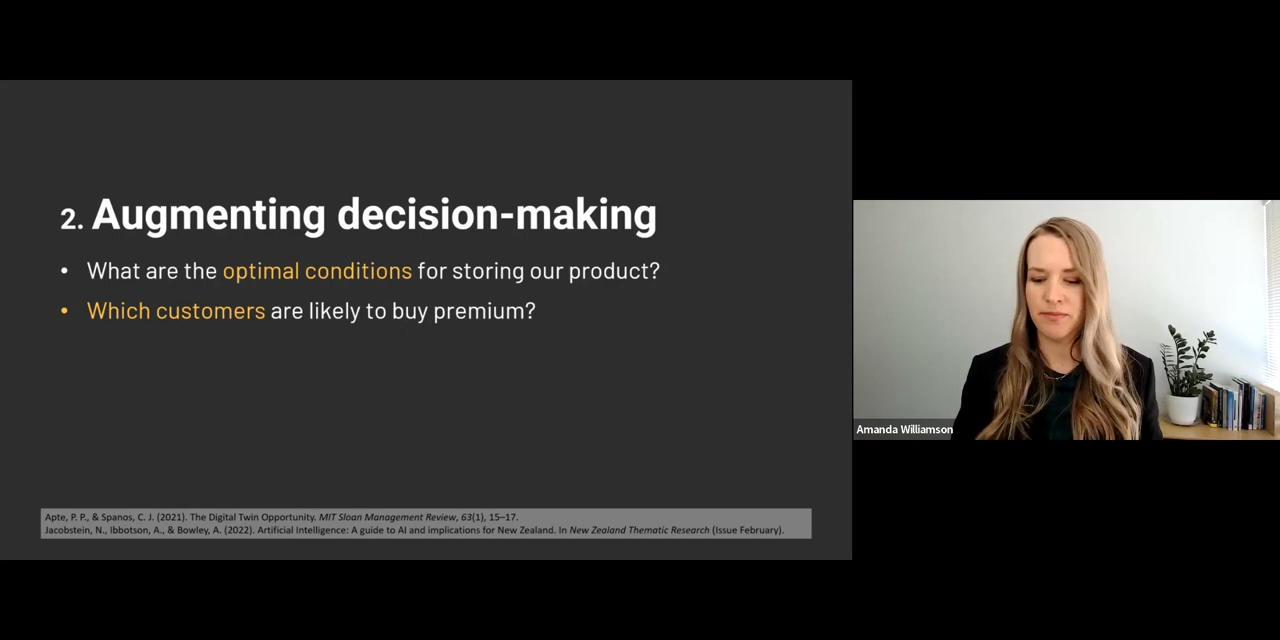 2. Augmenting decision-making
• What are the optimal conditions for storing our product?
• Which customers are likely to buy premium?
Apte, P. P., & Spanos, C. J. (2021). The Digital Twin Opportunity. MIT Sloan Management Review, 63(1), 15–17.
Jacobstein, N., Ibbotson, A., & Bowley, A. (2022). Artificial Intelligence: A guide to AI and implications for New Zealand. In New Zealand Thematic Research (Issue February).
Amanda Williamson